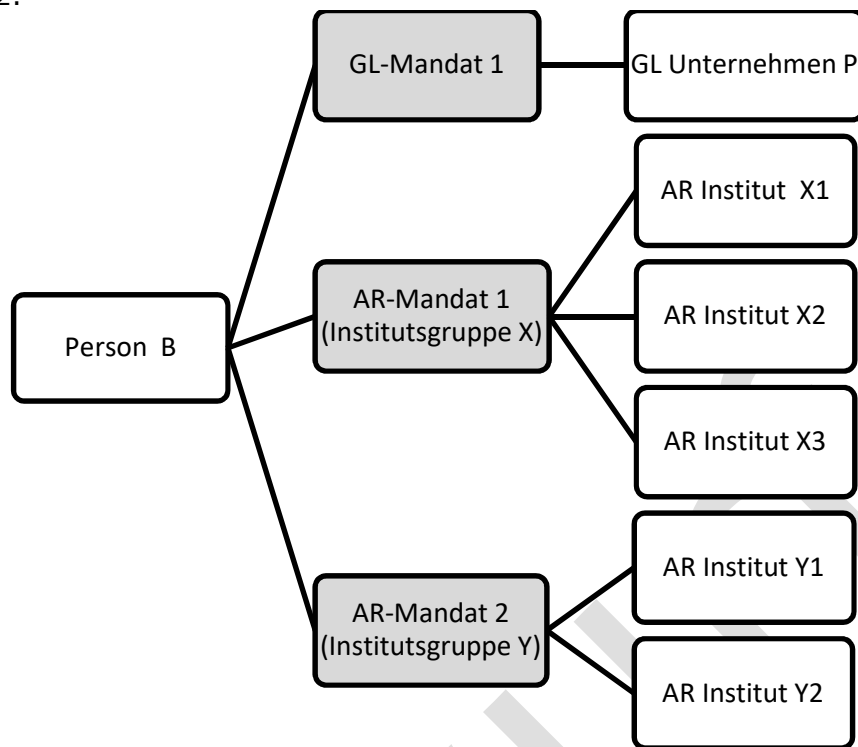 GL-Mandat 1
GL Unternehmen P
AR Institut X1
AR-Mandat 1
(Institutsgruppe X)
AR Institut X2
Person B
AR Institut X3
AR Institut Y1
AR-Mandat 2
(Institutsgruppe Y)
AR Institut Y2